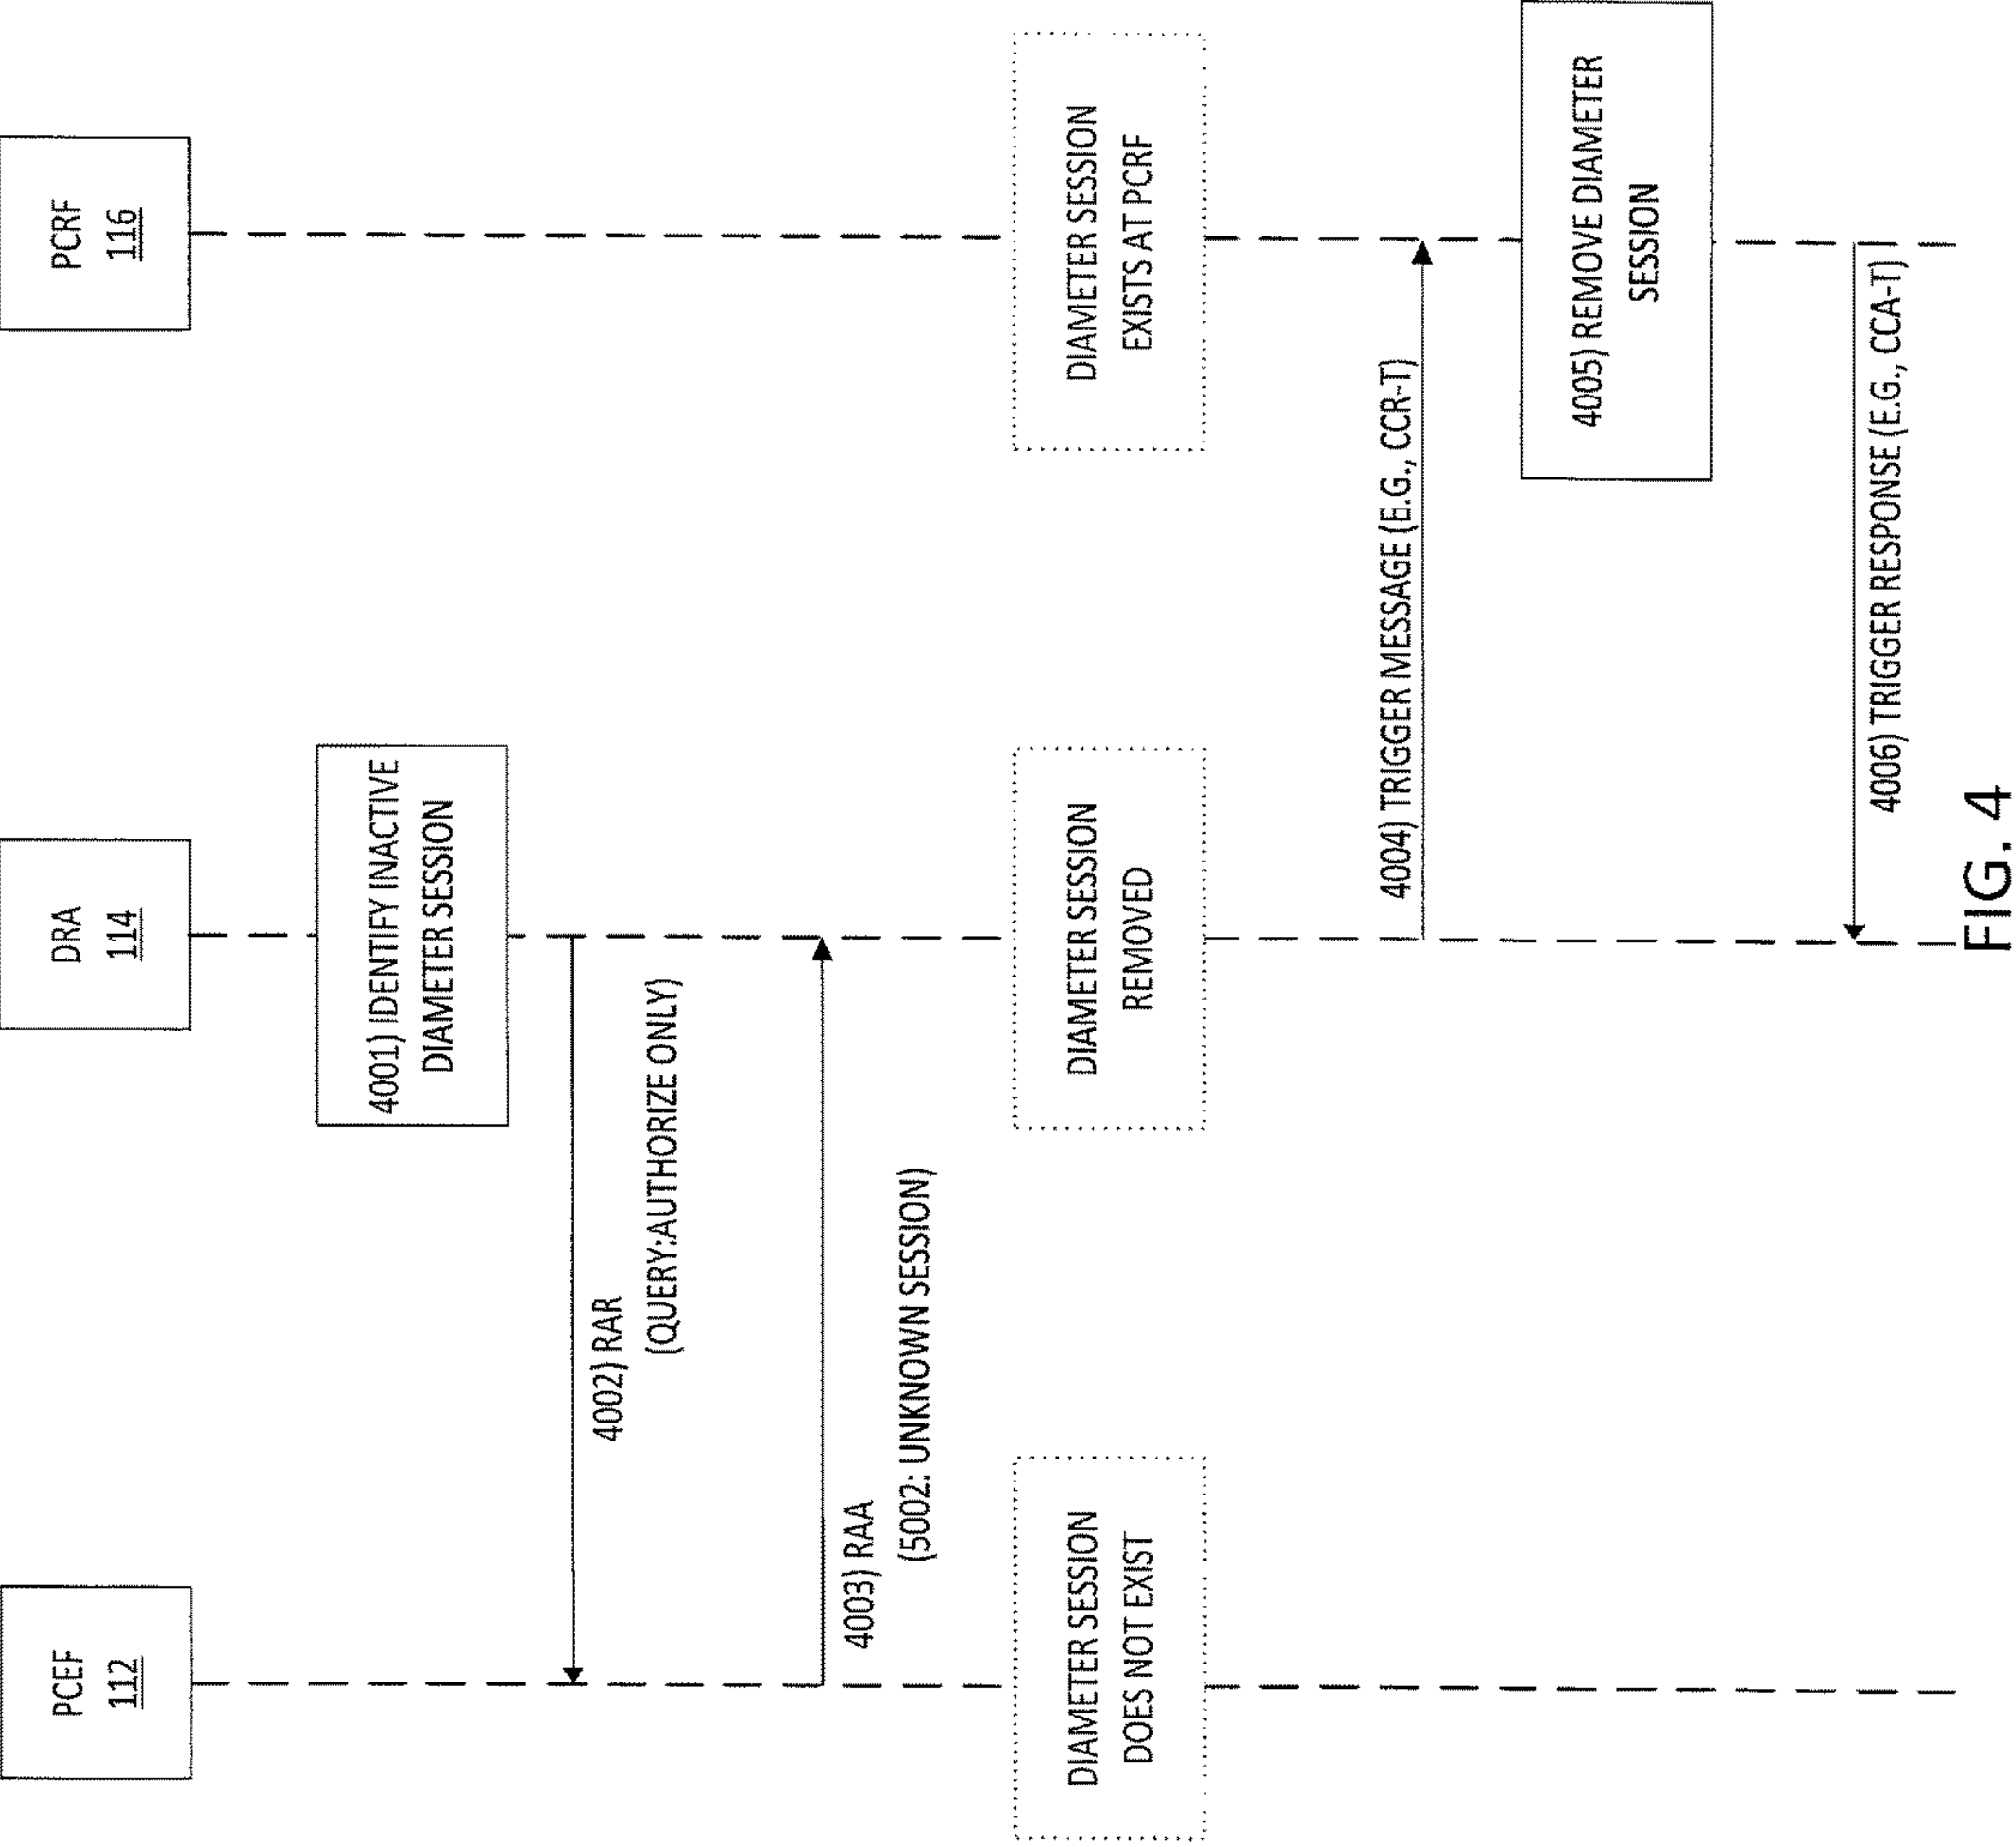 PCEF
112
DRA
114
PCRF
116
4001) IDENTIFY INACTIVE
DIAMETER SESSION
4002) RAR
(QUERY:AUTHORIZE ONLY)
4003) RAA
(5002: UNKNOWN SESSION)
DIAMETER SESSION
DOES NOT EXIST
DIAMETER SESSION
REMOVED
DIAMETER SESSION
EXISTS AT PCRF
4004) TRIGGER MESSAGE (E.G., CCR-T)
4005) REMOVE DIAMETER
SESSION
4006) TRIGGER RESPONSE (E.G., CCA-T)
FIG. 4